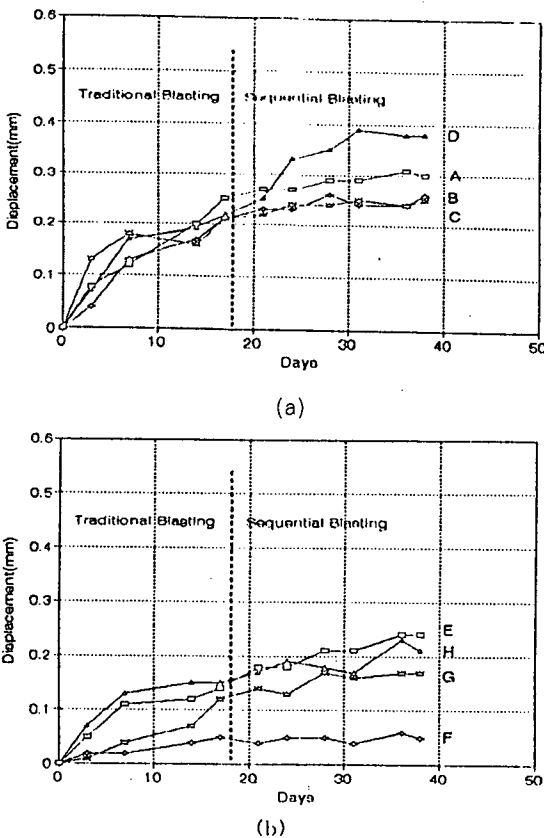 0.6
0.5
Traditional Blasting
Sequential Blasting
0.4
D
Displacement(mm)
0.3
A
B
0.2
C
0.1
0
0 10 20 30 40 50
Days
(a)
0.6
0.5
Traditional Blasting
Sequential Blasting
0.4
Displacement(mm)
0.3
E
H
0.2
G
0.1
F
0
0 10 20 30 40 50
Days
(b)